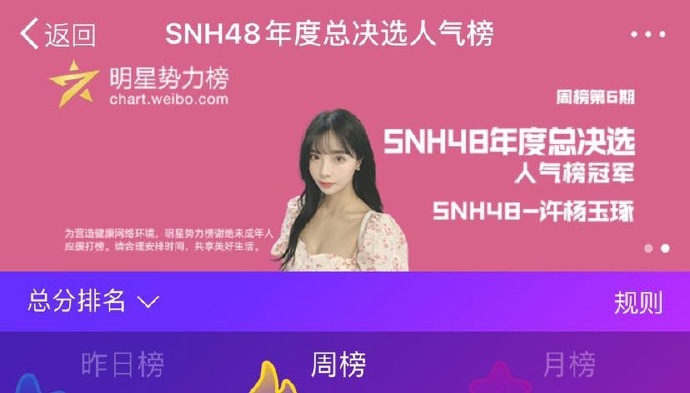 返回
SNH48年度总决选人气榜
明星势力榜
chart.weibo.com
周榜第6期
SNH48年度总决选
人气榜冠军
SNH48-许杨玉琢
为营造健康网络环境,明星势力榜谢绝未成年人
应援打榜。请合理安排时间,共享美好生活。
总分排名
规则
昨日榜
周榜
月榜